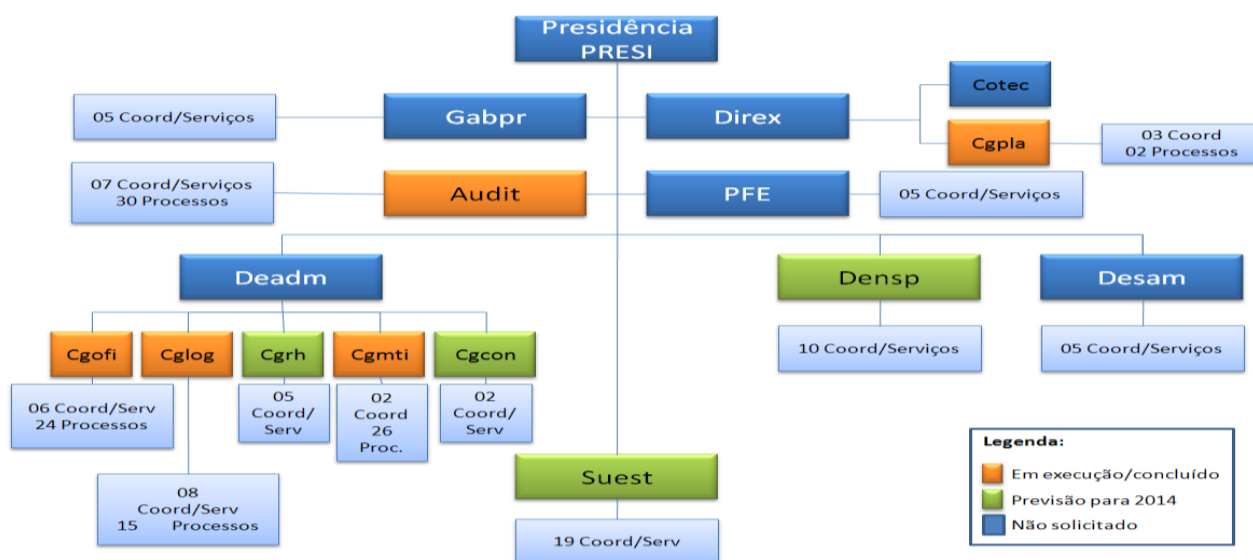 Presidência
PRESI
05 Coord/Serviços
Gabpr
Direx
Cotec
Cgpla
03 Coord
02 Processos
07 Coord/Serviços
30 Processos
Audit
PFE
05 Coord/Serviços
Deadm
Densp
Desam
Cgofi
Cglog
Cgrh
Cgmti
Cgcon
10 Coord/Serviços
05 Coord/Serviços
06 Coord/Serv
24 Processos
05
Coord/
Serv
02
Coord
26
Proc.
02
Coord/
Serv
08
Coord/Serv
15 Processos
Suest
19 Coord/Serv
Legenda:
Em execução/concluído
Previsão para 2014
Não solicitado